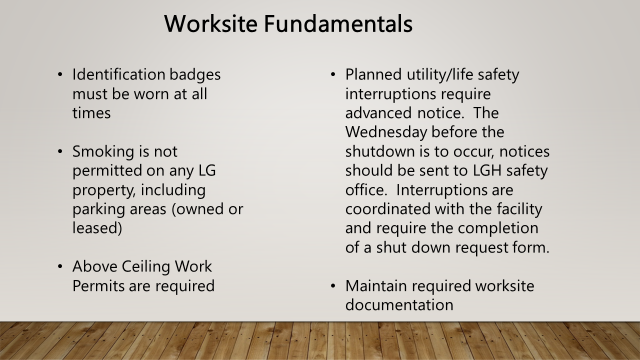 Worksite Fundamentals
• Identification badges
must be worn at all
times
• Smoking is not
permitted on any LG
property, including
parking areas (owned or
leased)
• Above Ceiling Work
Permits are required
• Planned utility/life safety
interruptions require
advanced notice.  The
Wednesday before the
shutdown is to occur, notices
should be sent to LGH safety
office.  Interruptions are
coordinated with the facility
and require the completion
of a shut down request form.
• Maintain required worksite
documentation